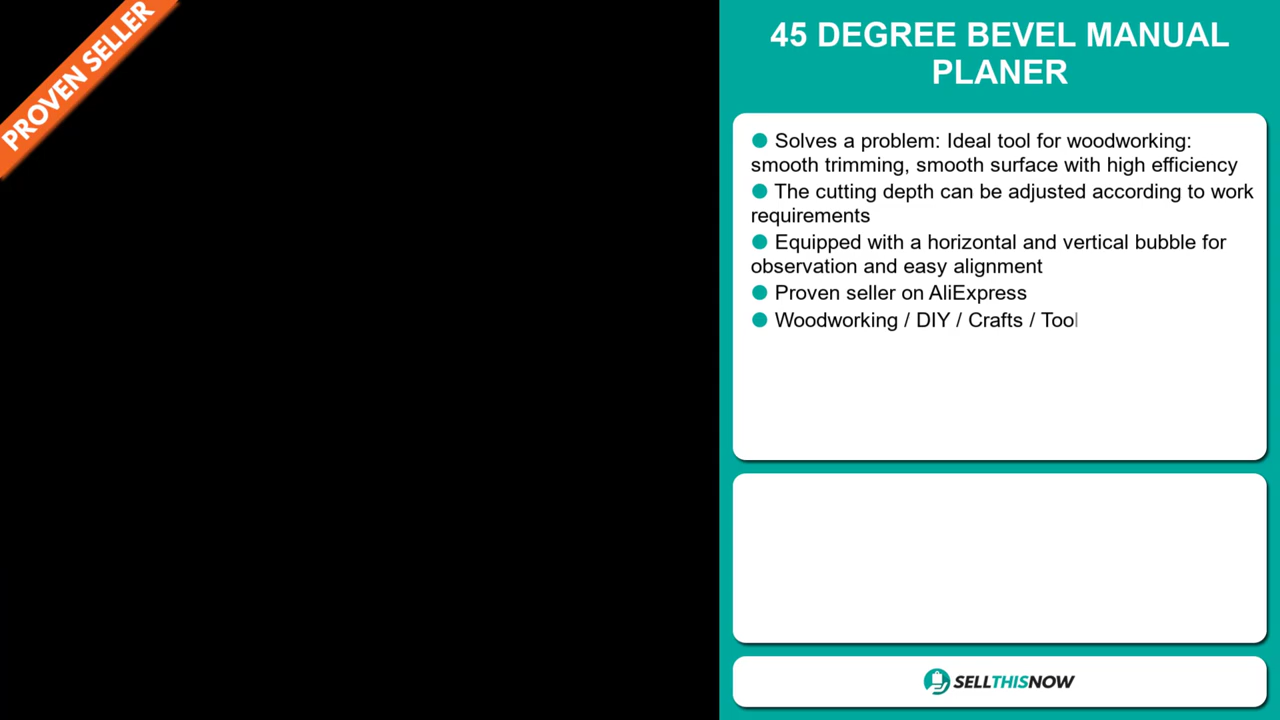 PROVEN SELLER
45 DEGREE BEVEL MANUAL
PLANER
● Solves a problem: Ideal tool for woodworking:
smooth trimming, smooth surface with high efficiency
● The cutting depth can be adjusted according to work
requirements
● Equipped with a horizontal and vertical bubble for
observation and easy alignment
● Proven seller on AliExpress
● Woodworking / DIY / Crafts / Tool
SELLTHISNOW